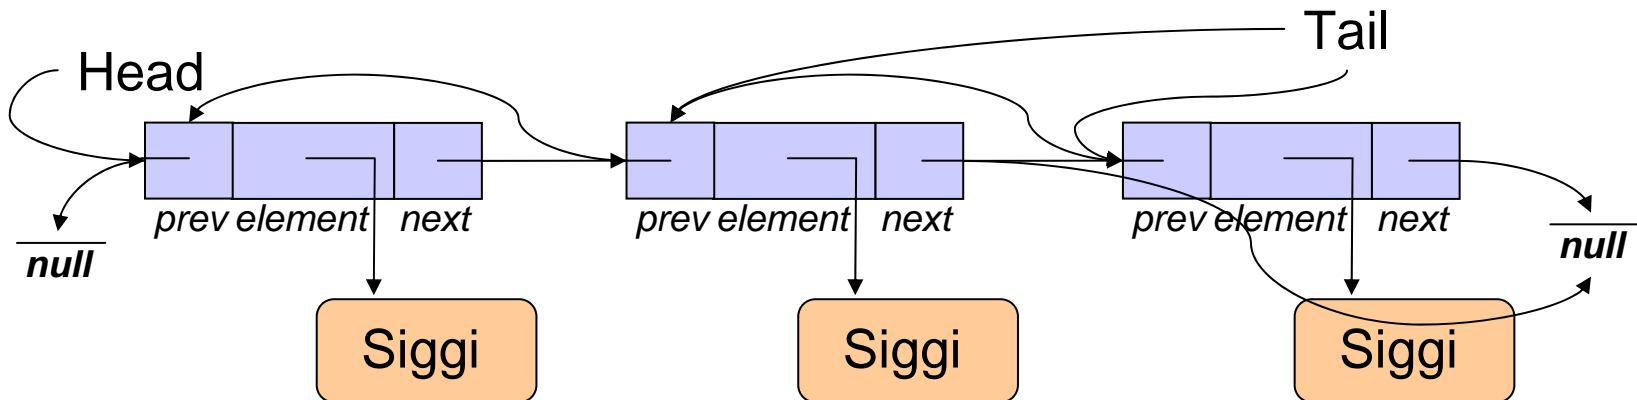 Head
Tail
prev element next
prev element next
prev element next
null
null
Siggi
Siggi
Siggi